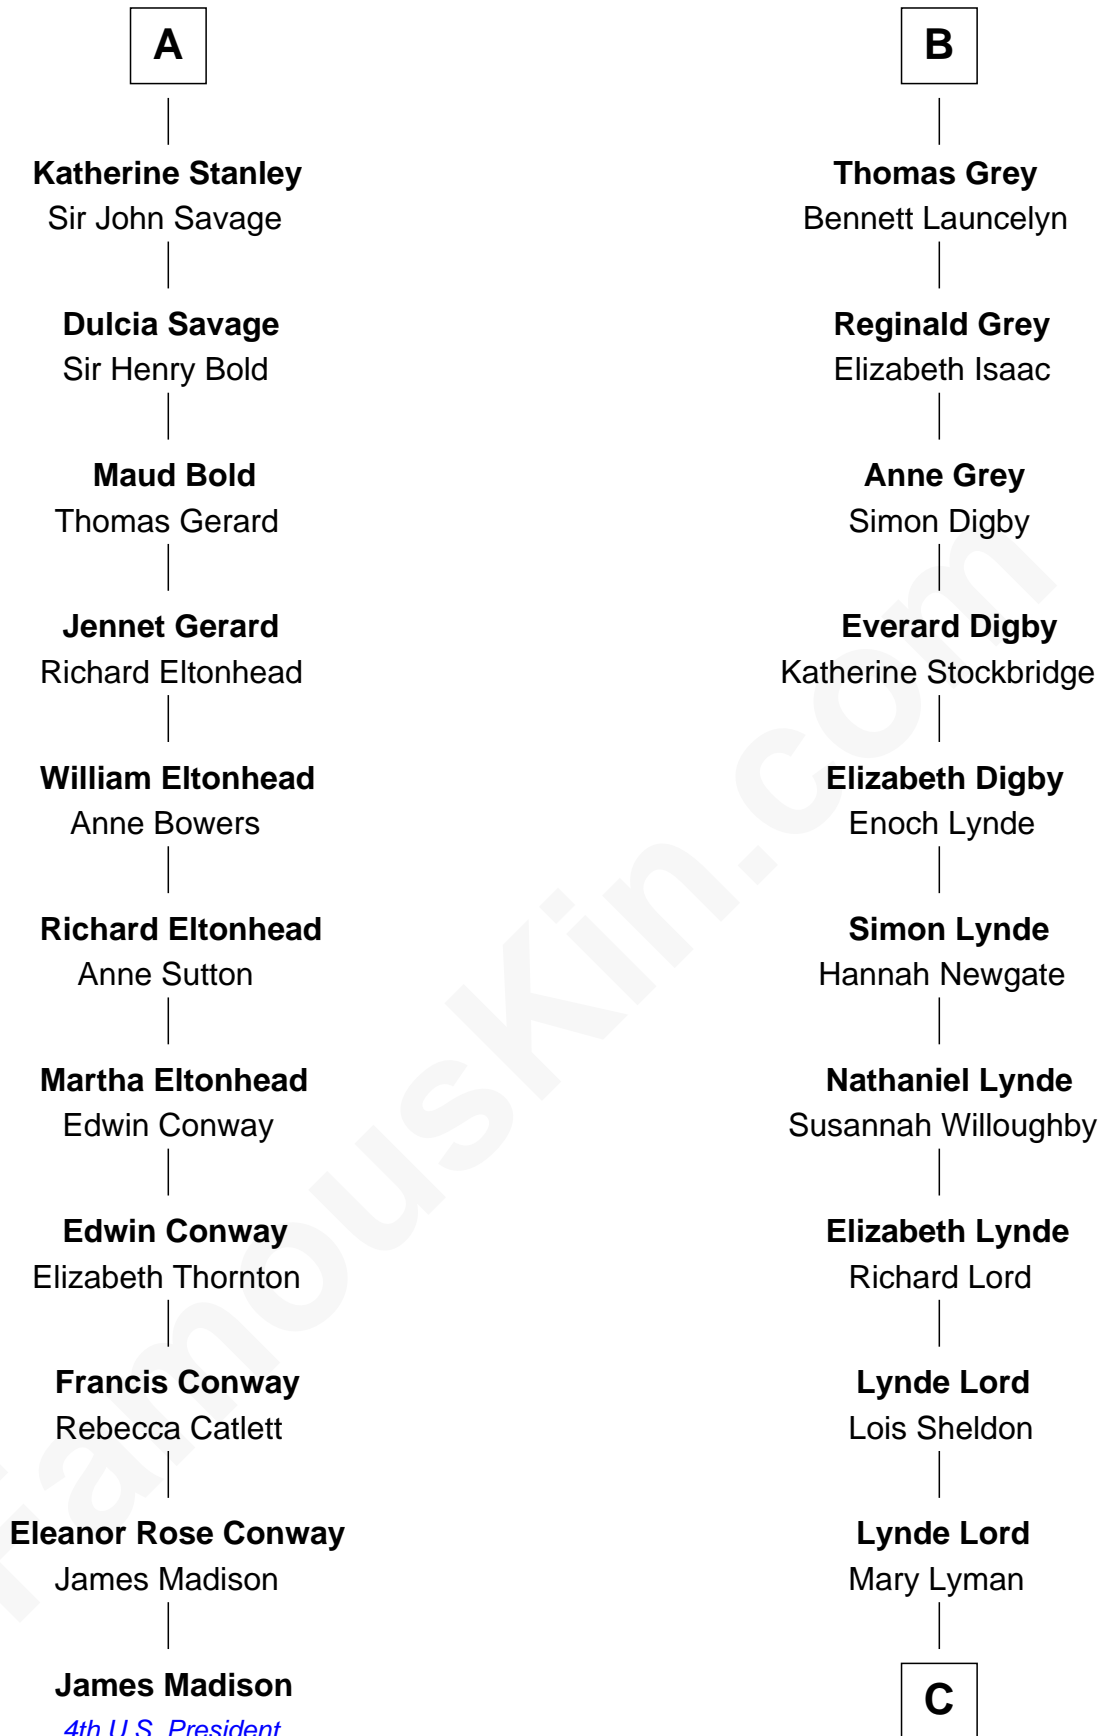 A
Katherine Stanley
Sir John Savage
Dulcia Savage
Sir Henry Bold
Maud Bold
Thomas Gerard
Jennet Gerard
Richard Eltonhead
William Eltonhead
Anne Bowers
Richard Eltonhead
Anne Sutton
Martha Eltonhead
Edwin Conway
Edwin Conway
Elizabeth Thornton
Francis Conway
Rebecca Catlett
Eleanor Rose Conway
James Madison
James Madison
4th U.S. President
B
Thomas Grey
Bennett Launcelyn
Reginald Grey
Elizabeth Isaac
Anne Grey
Simon Digby
Everard Digby
Katherine Stockbridge
Elizabeth Digby
Enoch Lynde
Simon Lynde
Hannah Newgate
Nathaniel Lynde
Susannah Willoughby
Elizabeth Lynde
Richard Lord
Lynde Lord
Lois Sheldon
Lynde Lord
Mary Lyman
C
FamousKin.com